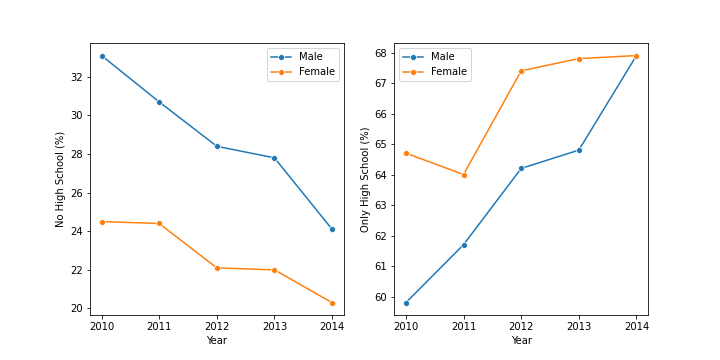 No High School (%)
32
30
28
26
24
22
20
2010 2011 2012 2013 2014
Year
Male
Female
Only High School (%)
68
67
66
65
64
63
62
61
60
2010 2011 2012 2013 2014
Year
Male
Female